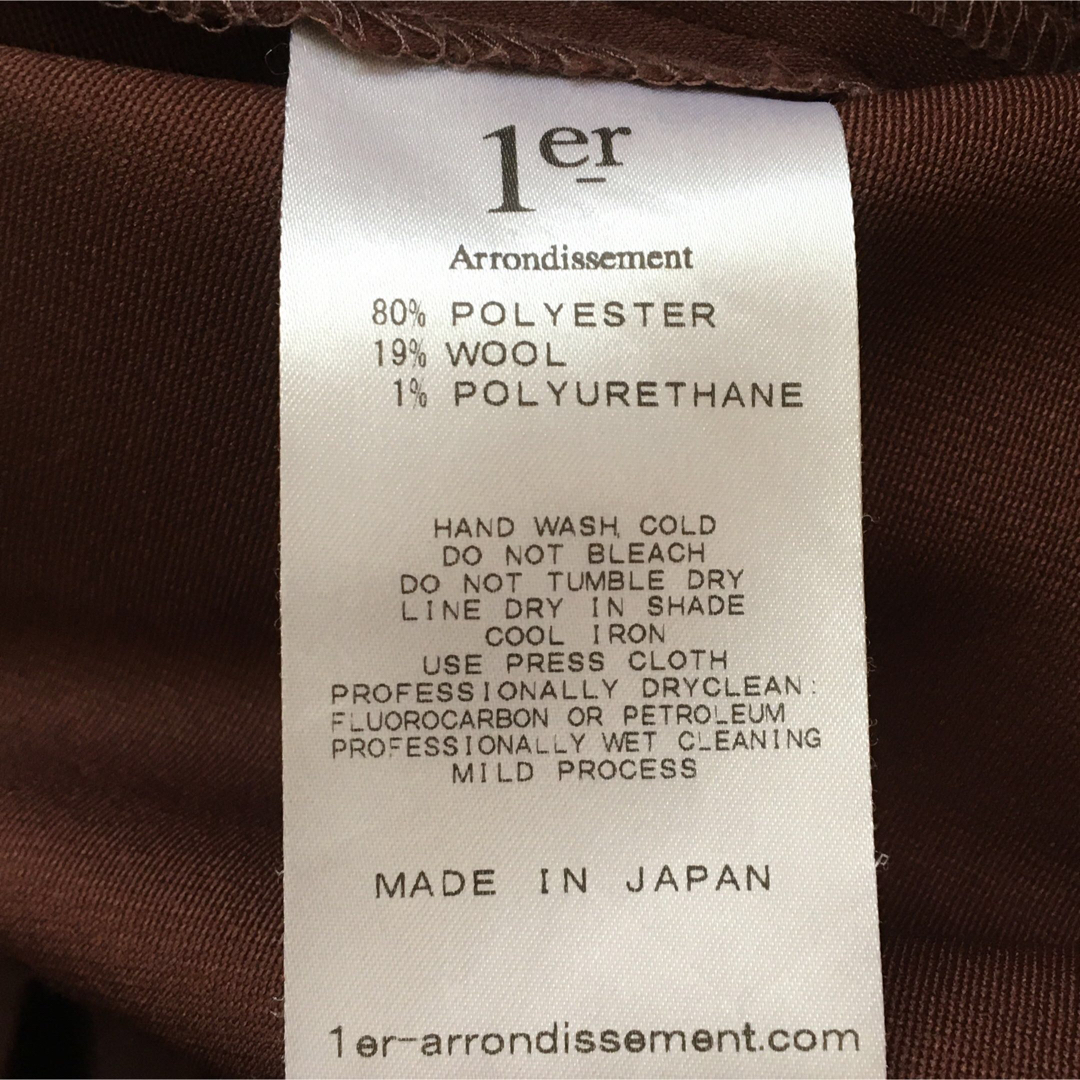 1er
Arrondissement
80% POLYESTER
19% WOOL
1% POLYURETHANE
HAND WASH, COLD
DO NOT BLEACH
DO NOT TUMBLE DRY
LINE DRY IN SHADE
COOL IRON
USE PRESS CLOTH
PROFESSIONALLY DRYCLEAN:
FLUOROCARBON OR PETROLEUM
PROFESSIONALLY WET CLEANING
MILD PROCESS
MADE IN JAPAN
1er-arrondissement.com